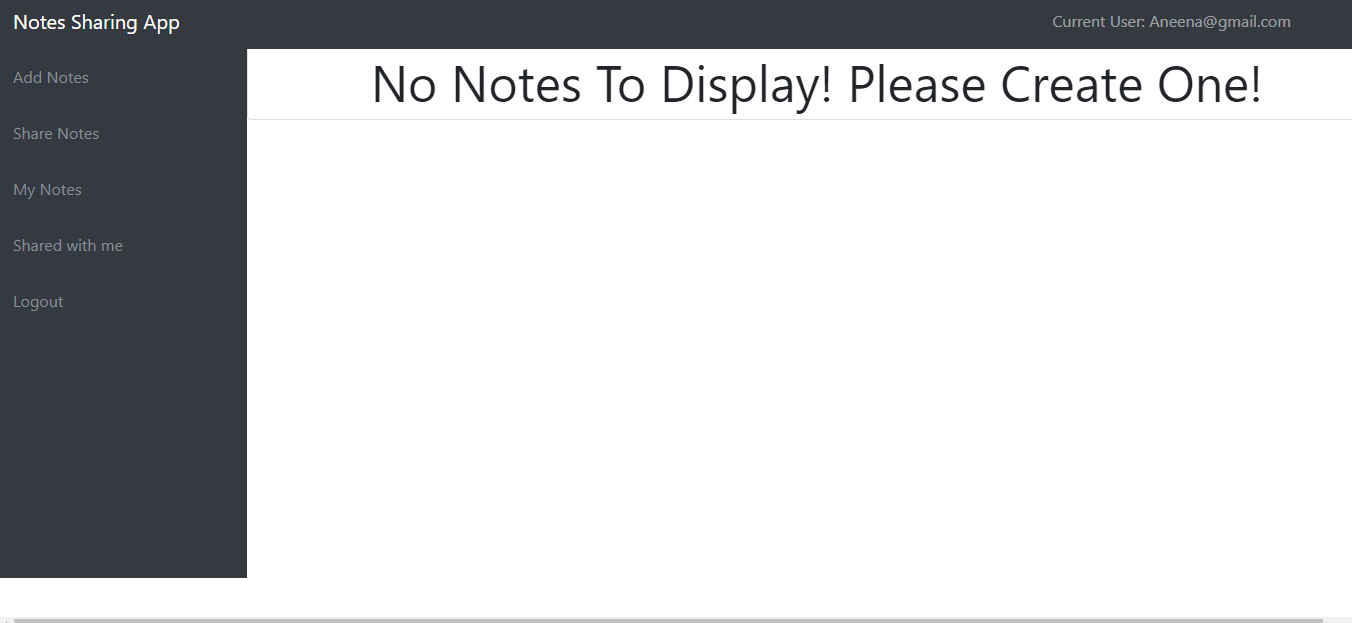 Notes Sharing App
Current User: Aneena@gmail.com
Add Notes
Share Notes
My Notes
Shared with me
Logout
No Notes To Display! Please Create One!